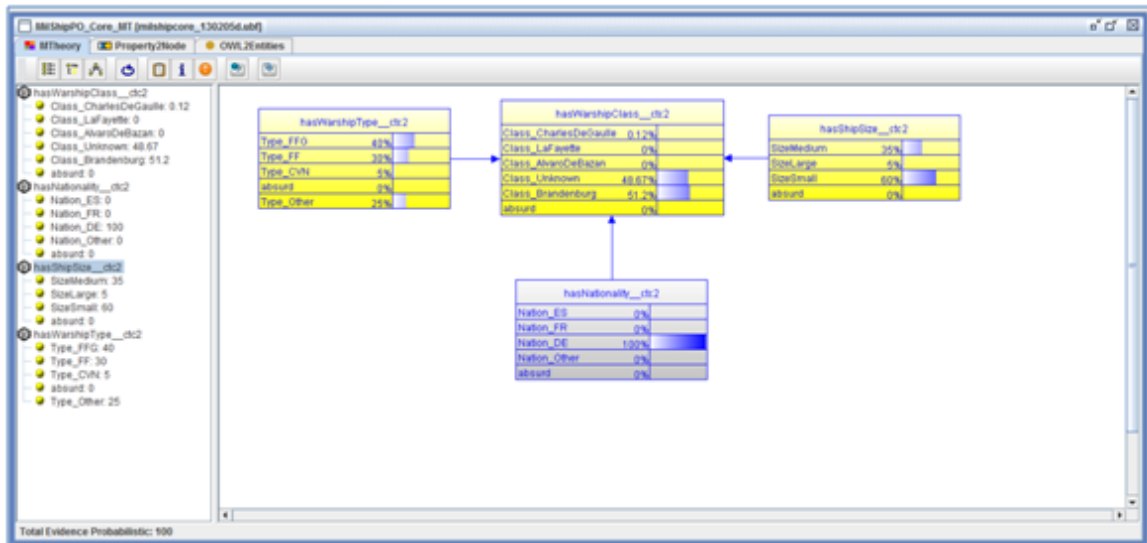 MilShipPO_Core_MT [milshipcore_130205d.ubf]
MTheory Property2Node OWL2Entities
hasWarshipClass__ctc2
Class_CharlesDeGaulle: 0.12
Class_LaFayette: 0
Class_AlvaroDeBazan: 0
Class_Unknown: 48.67
Class_Brandenburg: 51.2
absurd: 0
hasNationality__ctc2
Nation_ES: 0
Nation_FR: 0
Nation_DE: 100
Nation_Other: 0
absurd: 0
hasShipSize__ctc2
SizeMedium: 35
SizeLarge: 5
SizeSmall: 60
absurd: 0
hasWarshipType__ctc2
Type_FFG: 40
Type_FF: 30
Type_CVN: 5
absurd: 0
Type_Other: 25
hasWarshipType__ctc2
Type_FFG 40%
Type_FF 30%
Type_CVN 5%
absurd 0%
Type_Other 25%
hasWarshipClass__ctc2
Class_CharlesDeGaulle 0.12%
Class_LaFayette 0%
Class_AlvaroDeBazan 0%
Class_Unknown 48.67%
Class_Brandenburg 51.2%
absurd 0%
hasShipSize__ctc2
SizeMedium 35%
SizeLarge 5%
SizeSmall 60%
absurd 0%
hasNationality__ctc2
Nation_ES 0%
Nation_FR 0%
Nation_DE 100%
Nation_Other 0%
absurd 0%
Total Evidence Probabilistic: 100